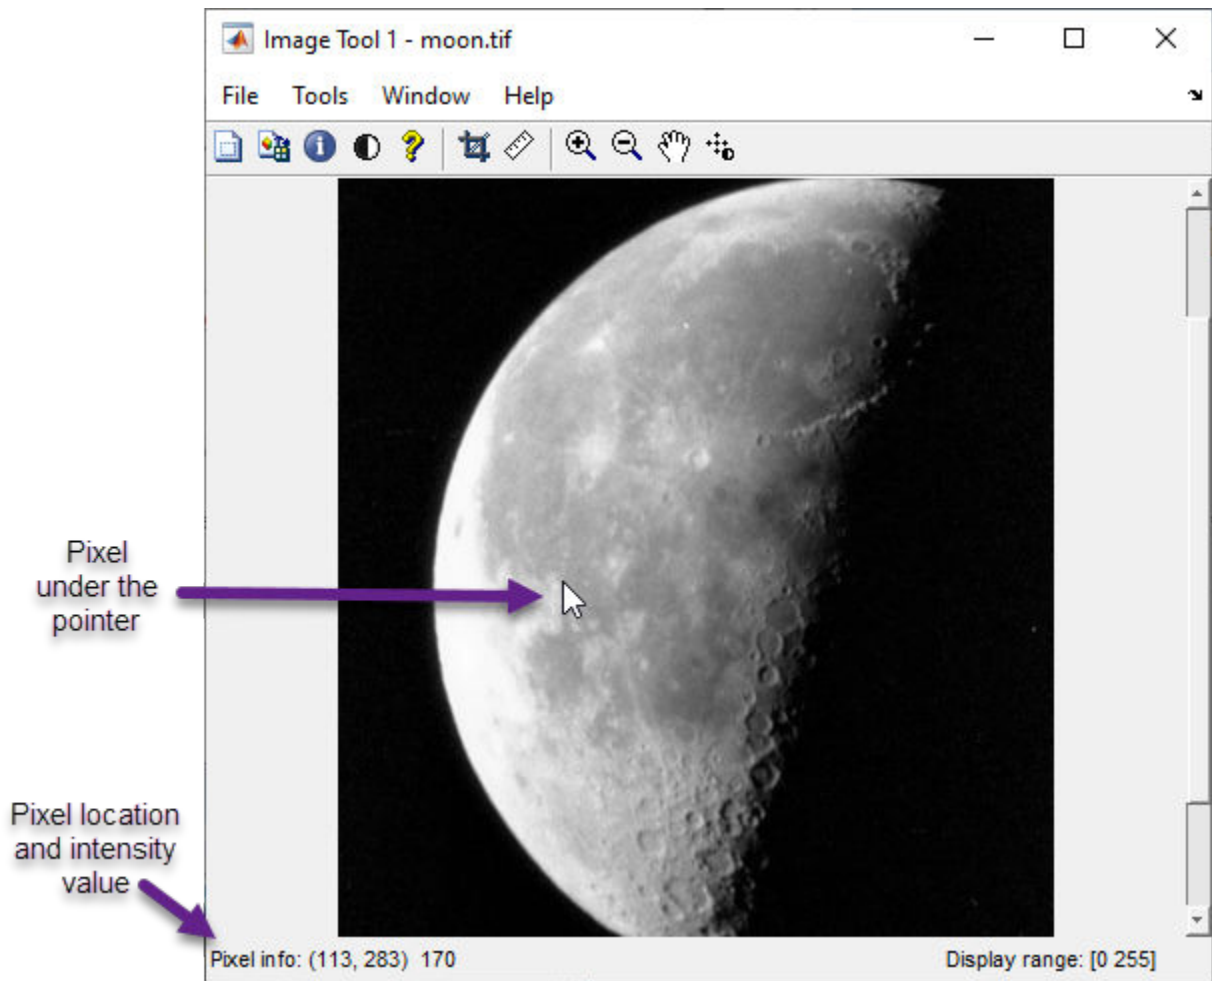 Image Tool 1 - moon.tif
File Tools Window Help
Pixel
under the
pointer
Pixel location
and intensity
value
Pixel info: (113, 283) 170
Display range: [0 255]